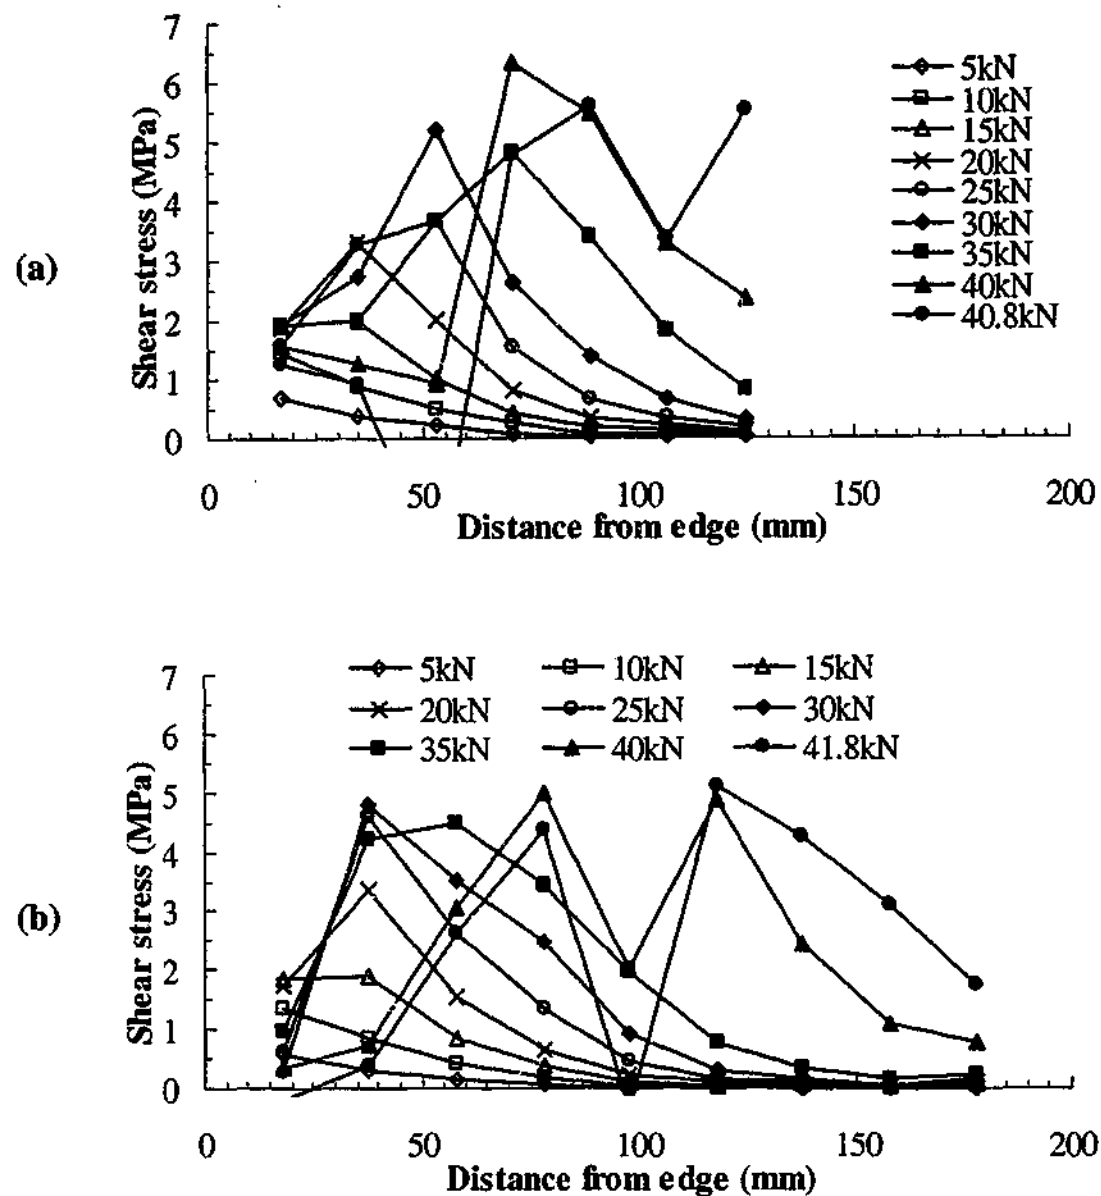 (a)
Shear stress (MPa)
7
6
5
4
3
2
1
0
0 50 100 150 200
Distance from edge (mm)
5kN
10kN
15kN
20kN
25kN
30kN
35kN
40kN
40.8kN
(b)
Shear stress (MPa)
7
6
5
4
3
2
1
0
5kN 10kN 15kN
20kN 25kN 30kN
35kN 40kN 41.8kN
0 50 100 150 200
Distance from edge (mm)